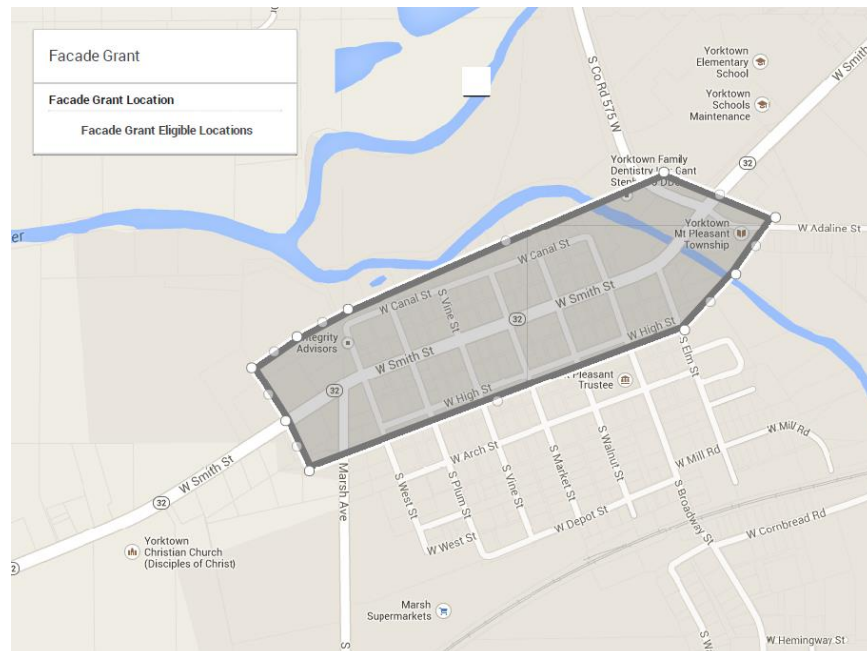 Facade Grant
Facade Grant Location
Facade Grant Eligible Locations
Yorktown
Elementary
School
Yorktown
Schools
Maintenance
W Smith
S Co Rd 575 W
32
Yorktown Family
Dentistry
Gant
Yorktown
Mt Pleasant
Township
W Adaline St
W Canal St
W Canal St
S Vine St
W Smith St
32
W High St
S Elm St
Integrity
Advisors
W Smith St
32
W High St
Pleasant
Trustee
W Arch St
W Mill Rd
W Mill Rd
S Walnut St
S Market St
S Vine St
S Plum St
S West St
Marsh Ave
W Smith St
32
W West St
W Depot St
S Broadway St
W Cornbread Rd
Yorktown
Christian Church
(Disciples of Christ)
Marsh
Supermarkets
W Hemingway St